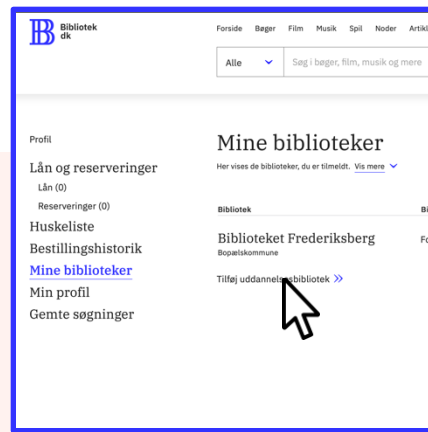 Bibliotek
dk
Forside Bøger Film Musik Spil Noder Artikl
Alle Søg i bøger, film, musik og mere
Profil
Lån og reserveringer
Lån (0)
Reserveringer (0)
Huskeliste
Bestillingshistorik
Mine biblioteker
Min profil
Gemte søgninger
Mine biblioteker
Her vises de biblioteker, du er tilmeldt. Vis mere
Bibliotek Bi
Biblioteket Frederiksberg Fo
Bopælskommune
Tilføj uddannelsesbibliotek »